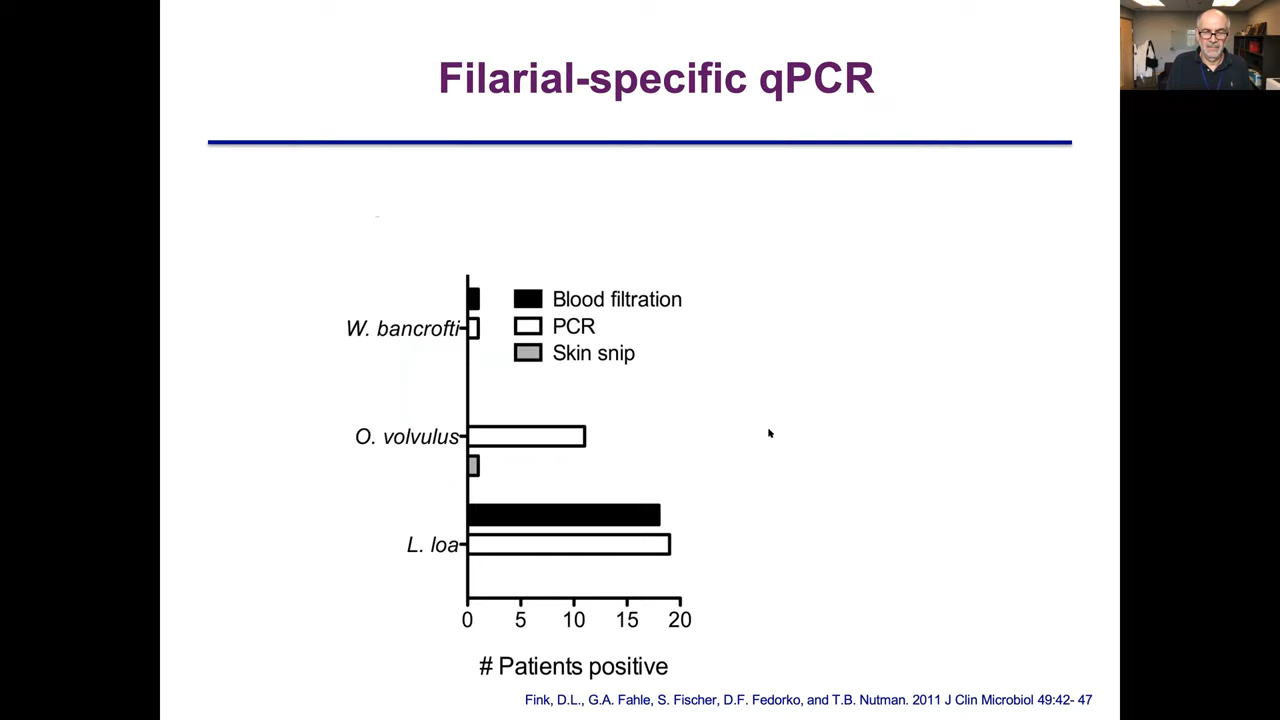 Filarial-specific qPCR
Blood filtration
W. bancrofti
PCR
Skin snip
O. volvulus
L. loa
0 5 10 15 20
# Patients positive
Fink, D.L., G.A. Fahle, S. Fischer, D.F. Fedorko, and T.B. Nutman. 2011 J Clin Microbiol 49:42- 47